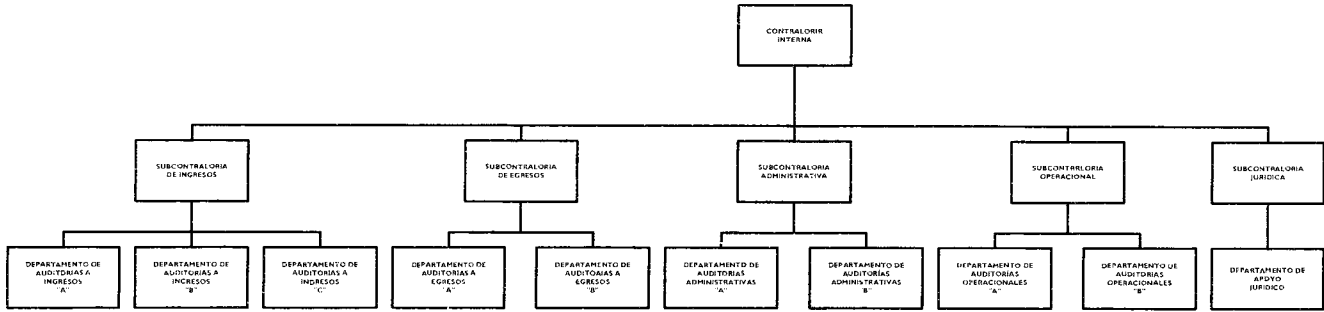 CONTRALORIR
INTERNA
SUBCONTRALORIA
DE INGRESOS
SUBCONTRALORIA
DE EGRESOS
SUBCONTRALORIA
ADMINISTRATIVA
SUBCONTRALORIA
OPERACIONAL
SUBCONTRALORIA
JURIDICA
DEPARTAMENTO DE
AUDITORIAS A
INGRESOS
"A"
DEPARTAMENTO DE
AUDITORIAS A
INGRESOS
"B"
DEPARTAMENTO DE
AUDITORIAS A
INGRESOS
"C"
DEPARTAMENTO DE
AUDITORIAS A
EGRESOS
"A"
DEPARTAMENTO DE
AUDITORIAS A
EGRESOS
"B"
DEPARTAMENTO DE
AUDITORIAS
ADMINISTRATIVAS
"A"
DEPARTAMENTO DE
AUDITORÍAS
ADMINISTRATIVAS
"B"
DEPARTAMENTO DE
AUDITORÍAS
OPERACIONALES
"A"
DEPARTAMENTO DE
AUDITORIAS
OPERACIONALES
"B"
DEPARTAMENTO DE
APOYO
JURIDICO